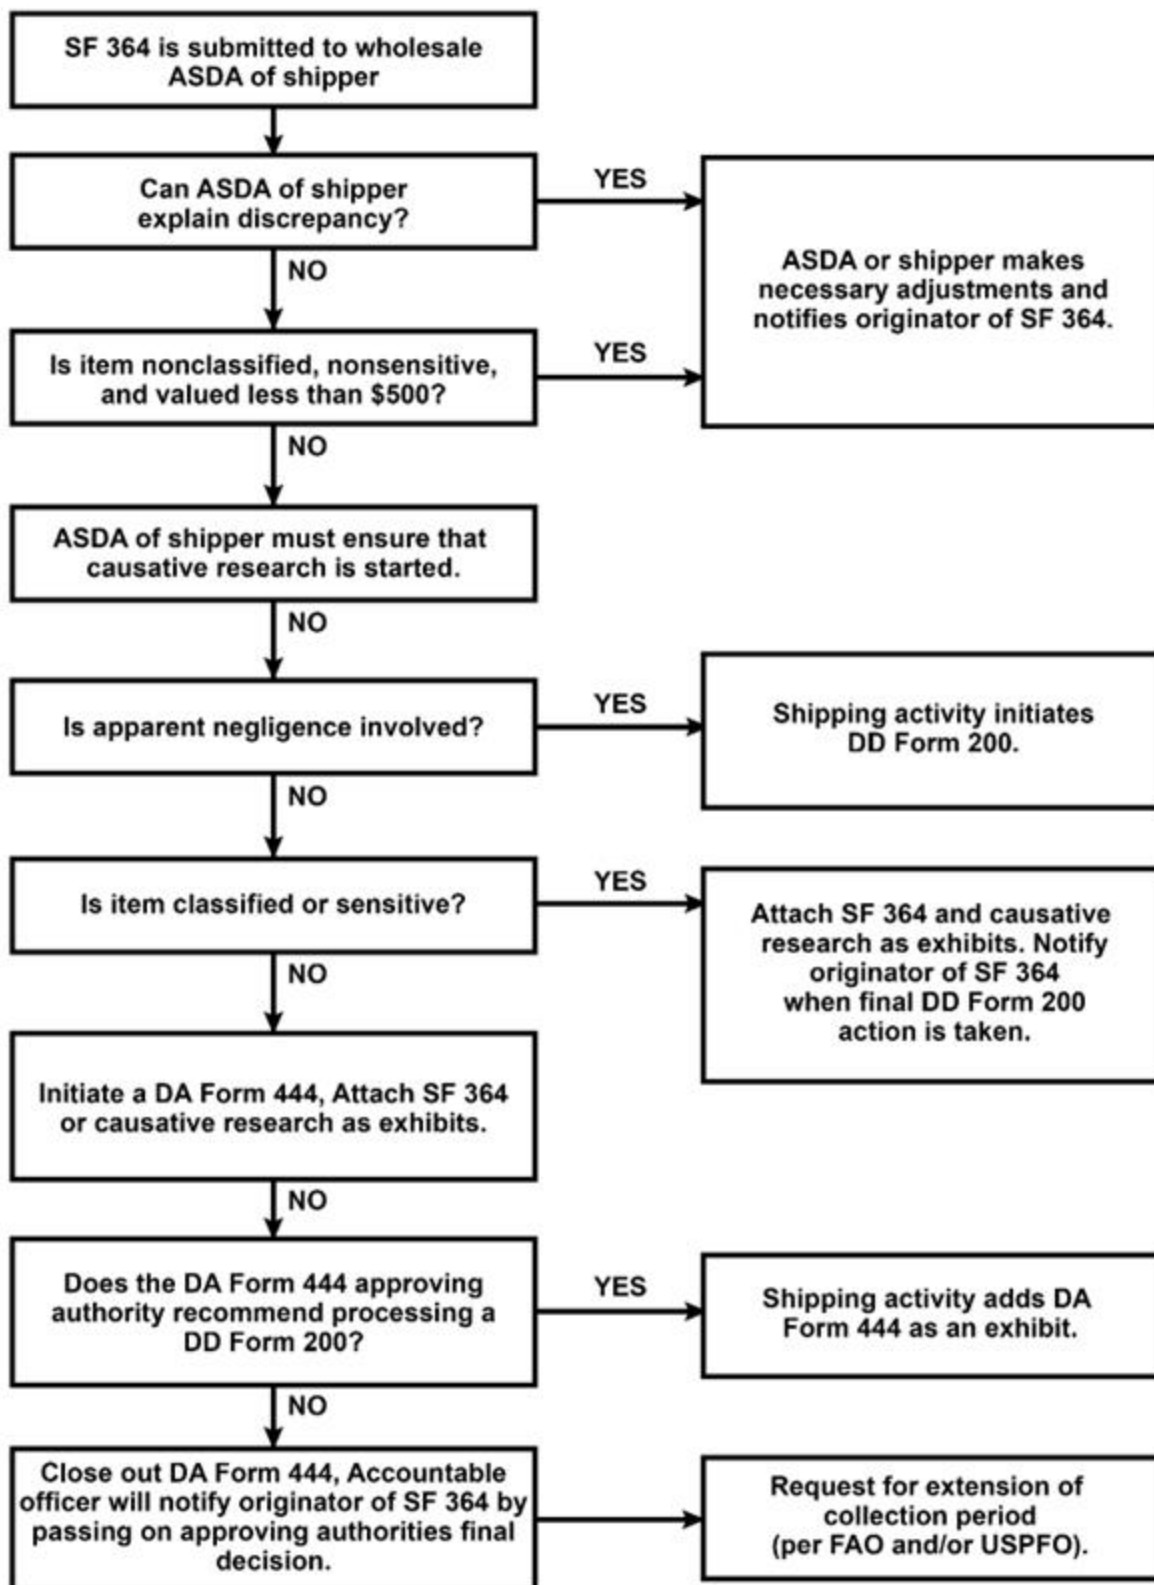 SF 364 is submitted to wholesale
ASDA of shipper
Can ASDA of shipper
explain discrepancy?
YES
ASDA or shipper makes
necessary adjustments and
notifies originator of SF 364.
NO
Is item nonclassified, nonsensitive,
and valued less than $500?
YES
NO
ASDA of shipper must ensure that
causative research is started.
NO
Is apparent negligence involved?
YES
Shipping activity initiates
DD Form 200.
NO
Is item classified or sensitive?
YES
Attach SF 364 and causative
research as exhibits. Notify
originator of SF 364
when final DD Form 200
action is taken.
NO
Initiate a DA Form 444, Attach SF 364
or causative research as exhibits.
NO
Does the DA Form 444 approving
authority recommend processing a
DD Form 200?
YES
Shipping activity adds DA
Form 444 as an exhibit.
NO
Close out DA Form 444, Accountable
officer will notify originator of SF 364 by
passing on approving authorities final
decision.
Request for extension of
collection period
(per FAO and/or USPFO).